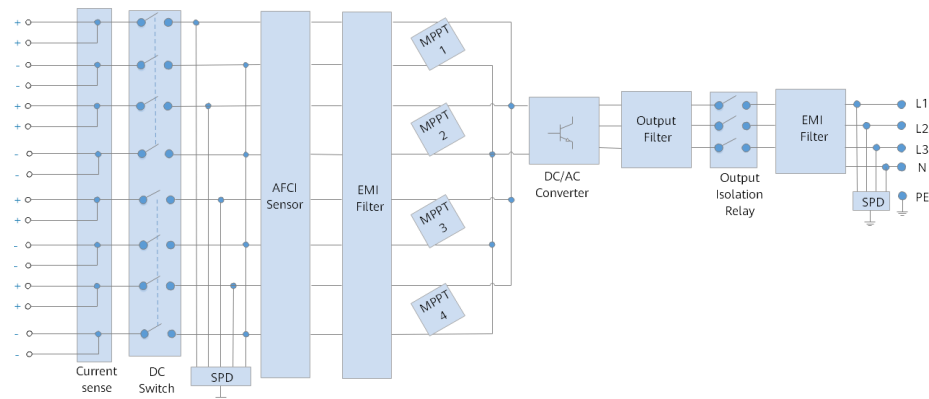 +
+
-
-
+
+
-
-
+
+
-
-
+
+
-
-
Current
sense
DC
Switch
SPD
AFCI
Sensor
EMI
Filter
MPPT
1
MPPT
2
MPPT
3
MPPT
4
DC/AC
Converter
Output
Filter
Output
Isolation
Relay
EMI
Filter
L1
L2
L3
N
SPD
PE